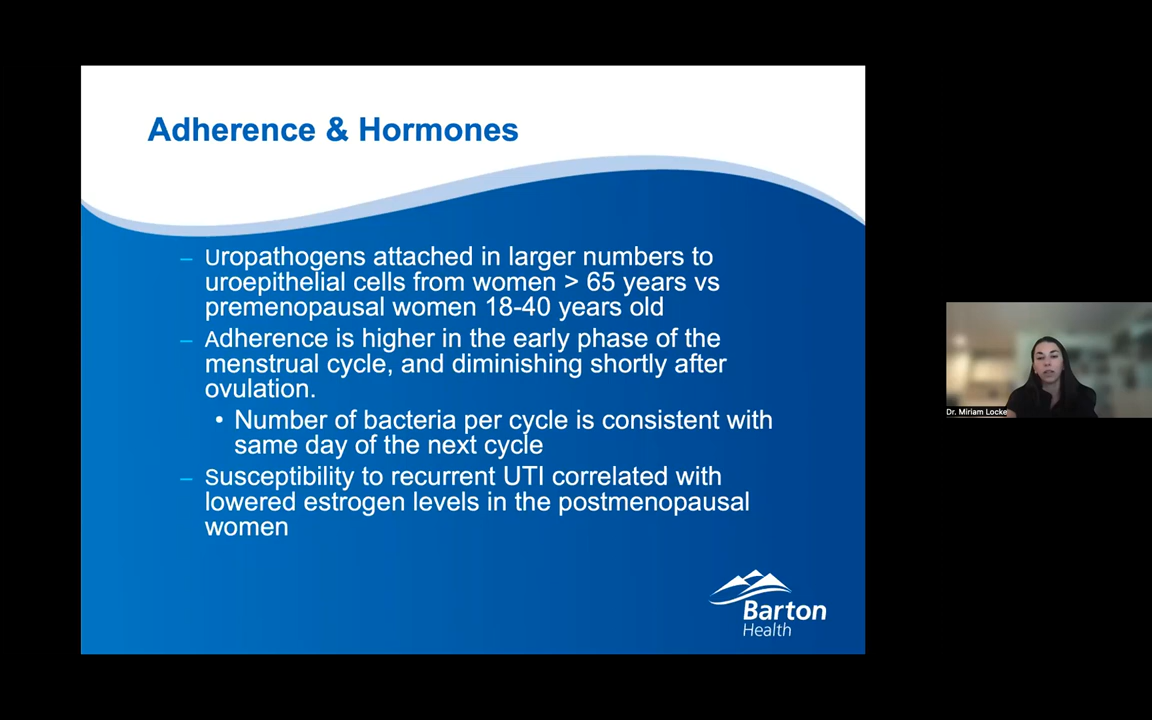 Adherence & Hormones
– Uropathogens attached in larger numbers to
uroepithelial cells from women > 65 years vs
premenopausal women 18-40 years old
– Adherence is higher in the early phase of the
menstrual cycle, and diminishing shortly after
ovulation.
• Number of bacteria per cycle is consistent with
same day of the next cycle
– Susceptibility to recurrent UTI correlated with
lowered estrogen levels in the postmenopausal
women
Barton
Health
Dr. Miriam Locke